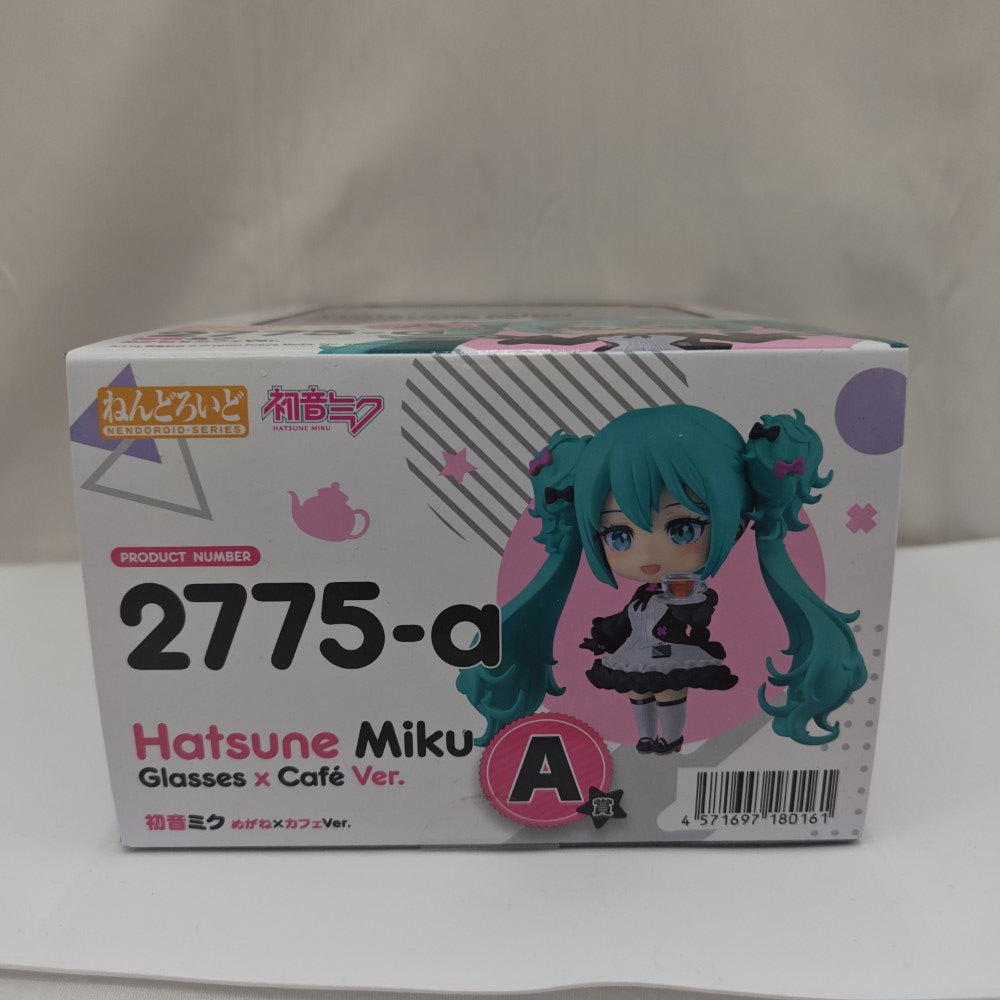 2775-a
ねんどろいど
NENDOROID・SERIES
初音ミク
HATSUNE MIKU
PRODUCT NUMBER
2775-a
Hatsune Miku
Glasses x Café Ver.
初音ミク めがね×カフェVer.
A
賞
4 571697 180161